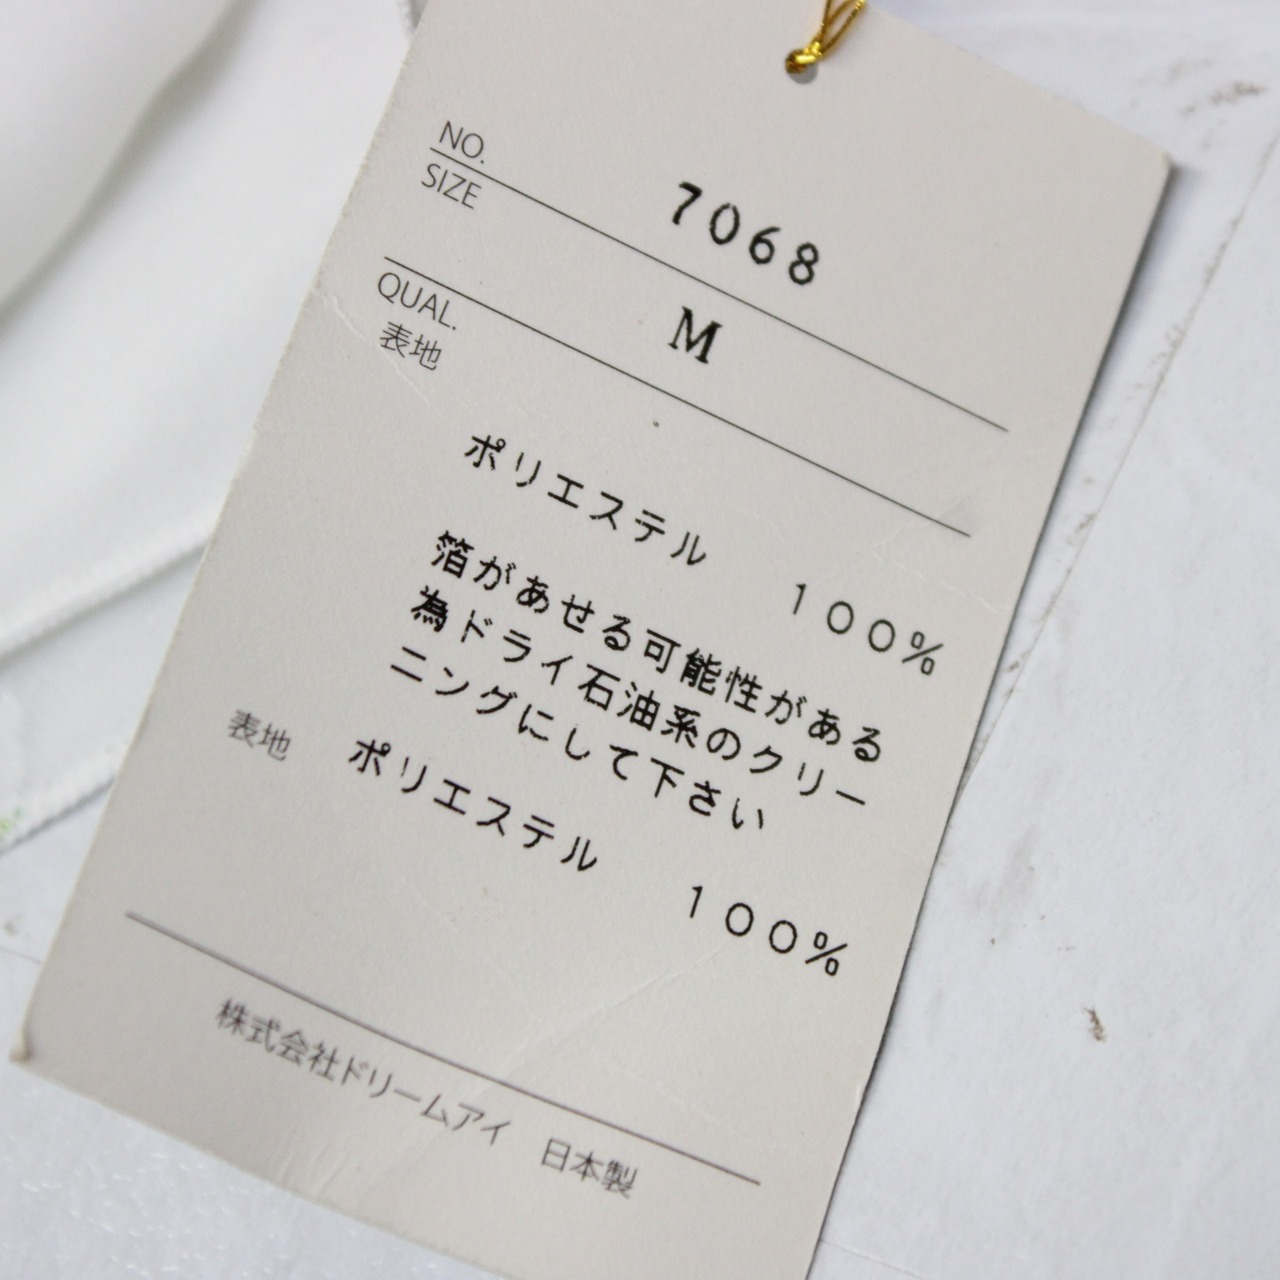 NO. 7068
SIZE M
QUAL.
表地
ポリエステル 100%
箔があせる可能性がある
為ドライ石油系のクリー
ニングにして下さい
表地 ポリエステル 100%
株式会社ドリームアイ 日本製